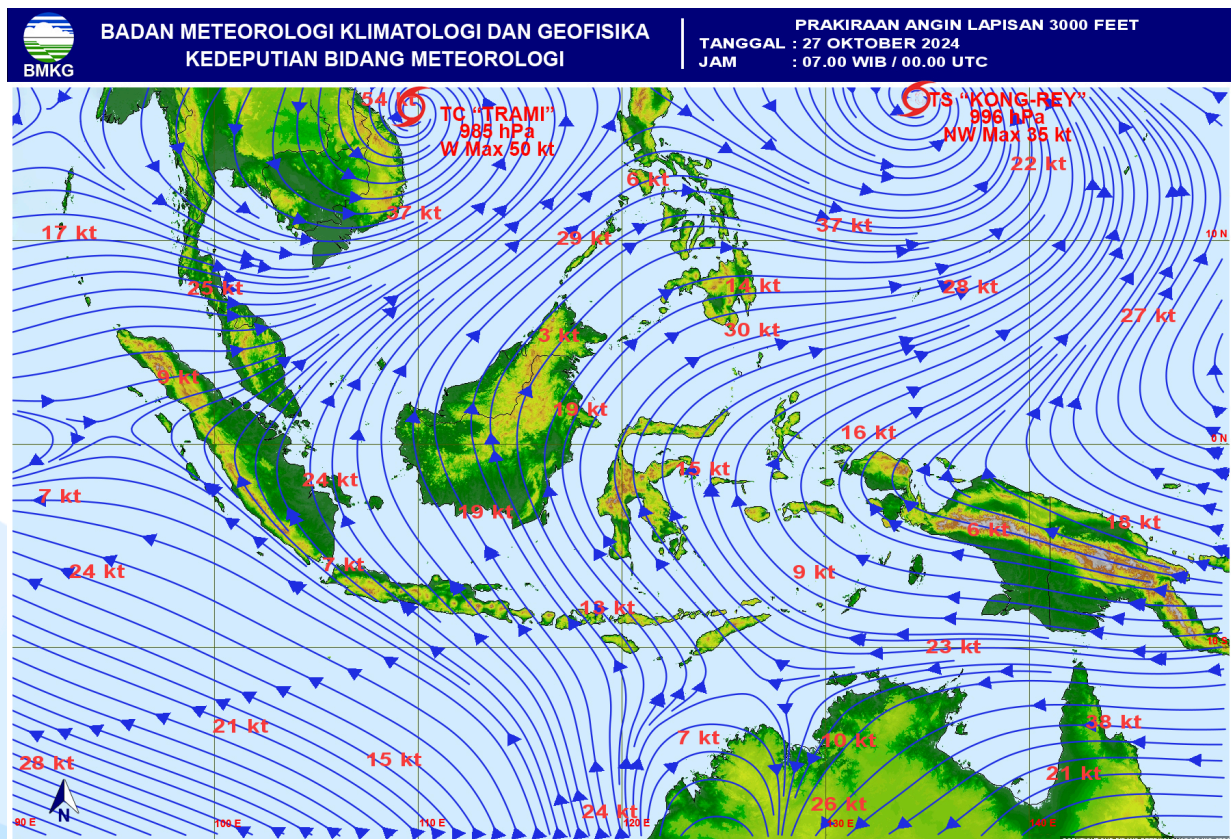 BADAN METEOROLOGI KLIMATOLOGI DAN GEOFISIKA
KEDEPUTIAN BIDANG METEOROLOGI
BMKG
PRAKIRAAN ANGIN LAPISAN 3000 FEET
TANGGAL : 27 OKTOBER 2024
JAM : 07.00 WIB / 00.00 UTC
54 kt
TC “TRAMI”
985 hPa
W Max 50 kt
TS “KONG-REY”
996 hPa
NW Max 35 kt
22 kt
6 kt
37 kt
37 kt
17 kt
29 kt
10 N
25 kt
14 kt
28 kt
27 kt
30 kt
3 kt
9 kt
19 kt
16 kt
0 N
15 kt
24 kt
7 kt
19 kt
18 kt
6 kt
7 kt
24 kt
9 kt
13 kt
23 kt
10 S
21 kt
38 kt
7 kt
10 kt
15 kt
28 kt
21 kt
24 kt
26 kt
N
90 E
100 E
110 E
120 E
130 E
140 E